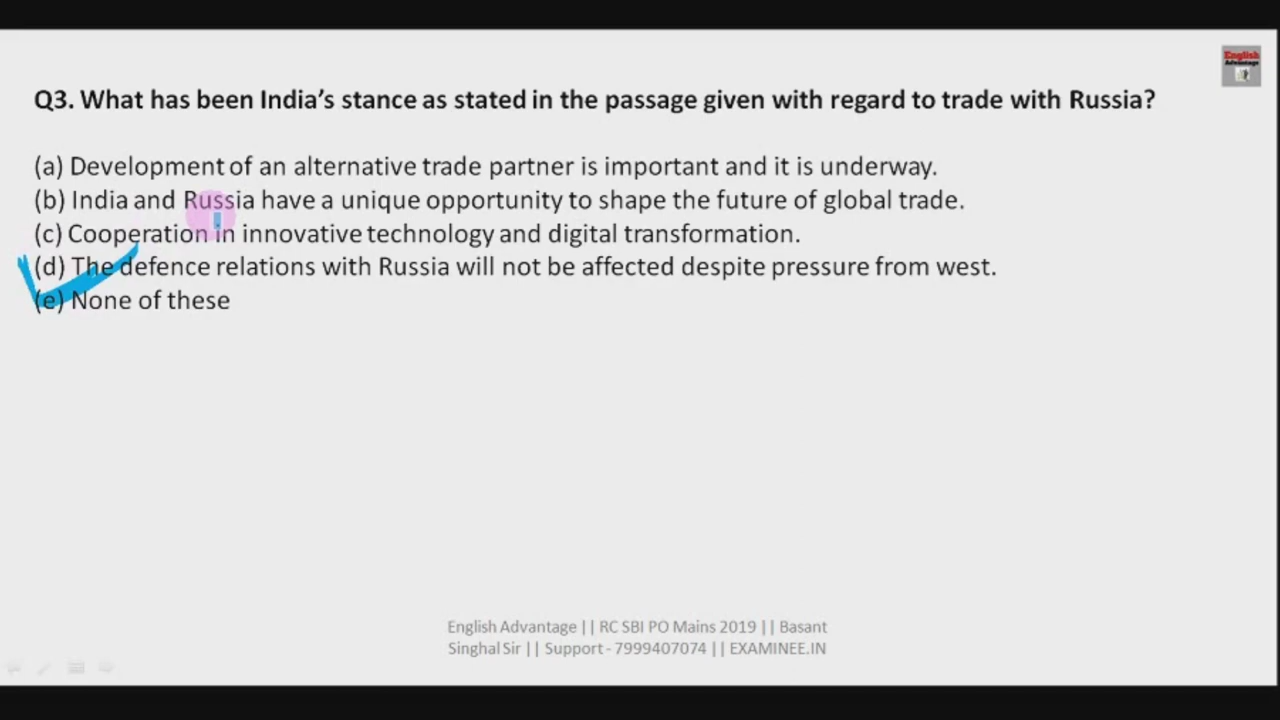 English
Advantage
Q3. What has been India's stance as stated in the passage given with regard to trade with Russia?
(a) Development of an alternative trade partner is important and it is underway.
(b) India and Russia have a unique opportunity to shape the future of global trade.
(c) Cooperation in innovative technology and digital transformation.
(d) The defence relations with Russia will not be affected despite pressure from west.
(e) None of these
English Advantage || RC SBI PO Mains 2019 || Basant
Singhal Sir || Support - 7999407074 || EXAMINEE.IN